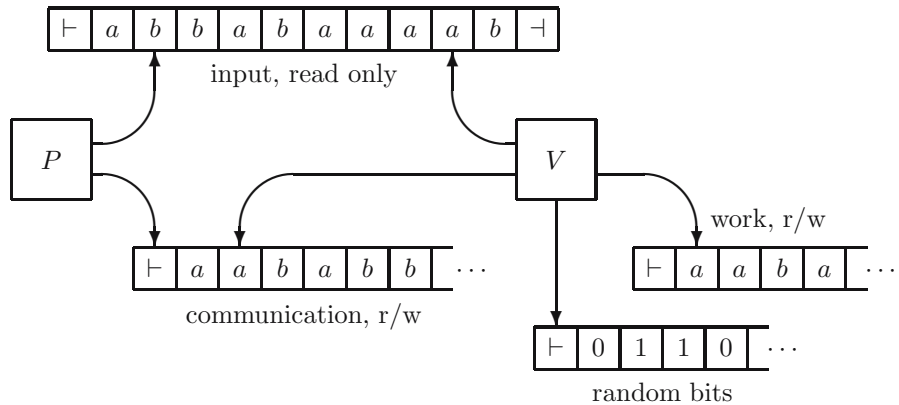 ⊢ a b b a b a a a a b ⊣
input, read only
P
V
work, r/w
⊢ a a b a b b ⋯
⊢ a a b a ⋯
communication, r/w
⊢ 0 1 1 0 ⋯
random bits